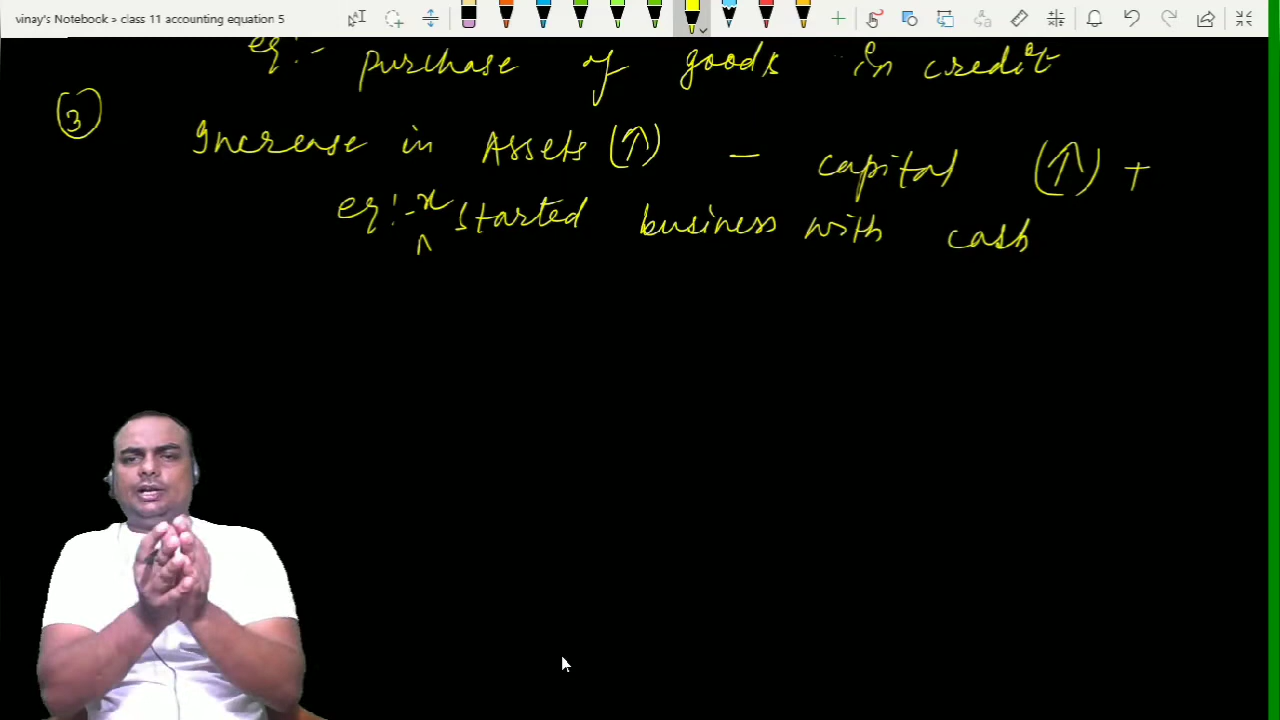 vinay's Notebook > class 11 accounting equation 5
eg:- purchase of goods in credit
3 Increase in Assets (↑) - capital (↑) +
eg:- x started business with cash